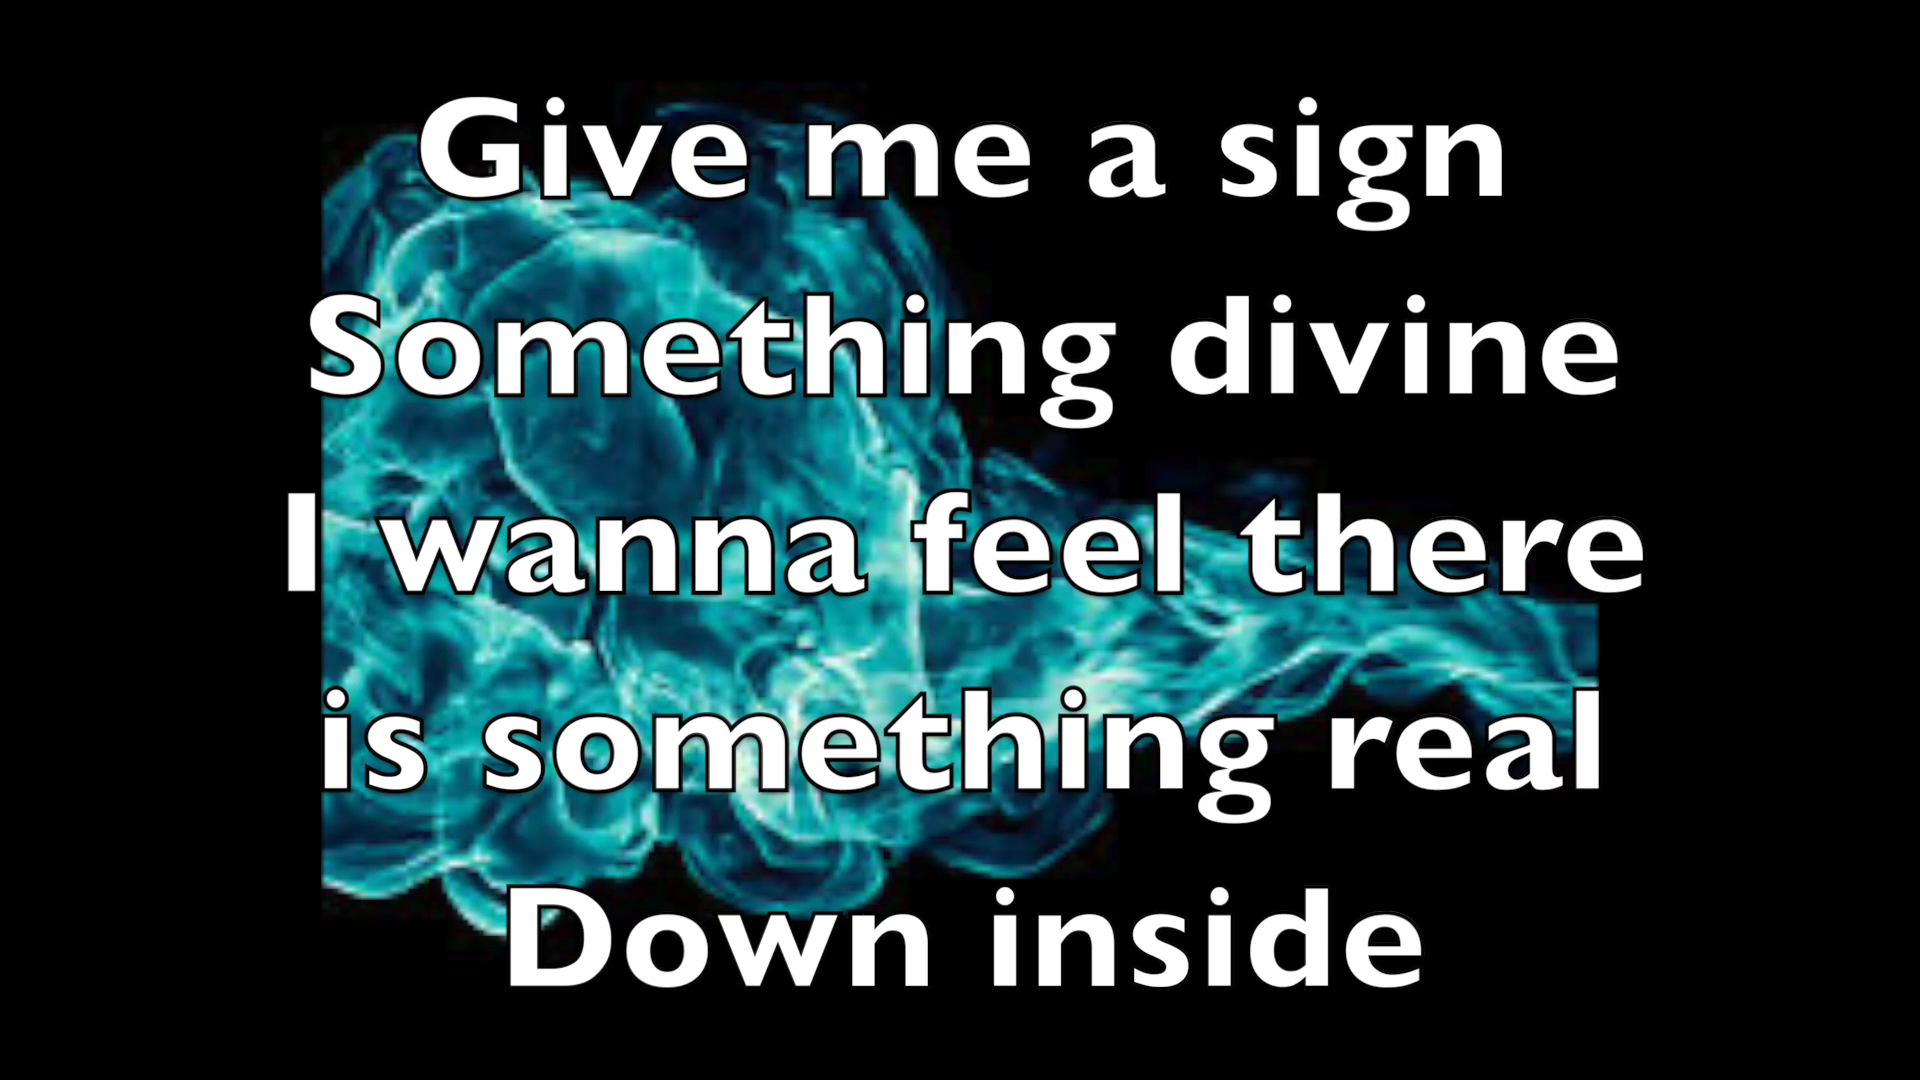 Give me a sign
Something divine
I wanna feel there
is something real
Down inside